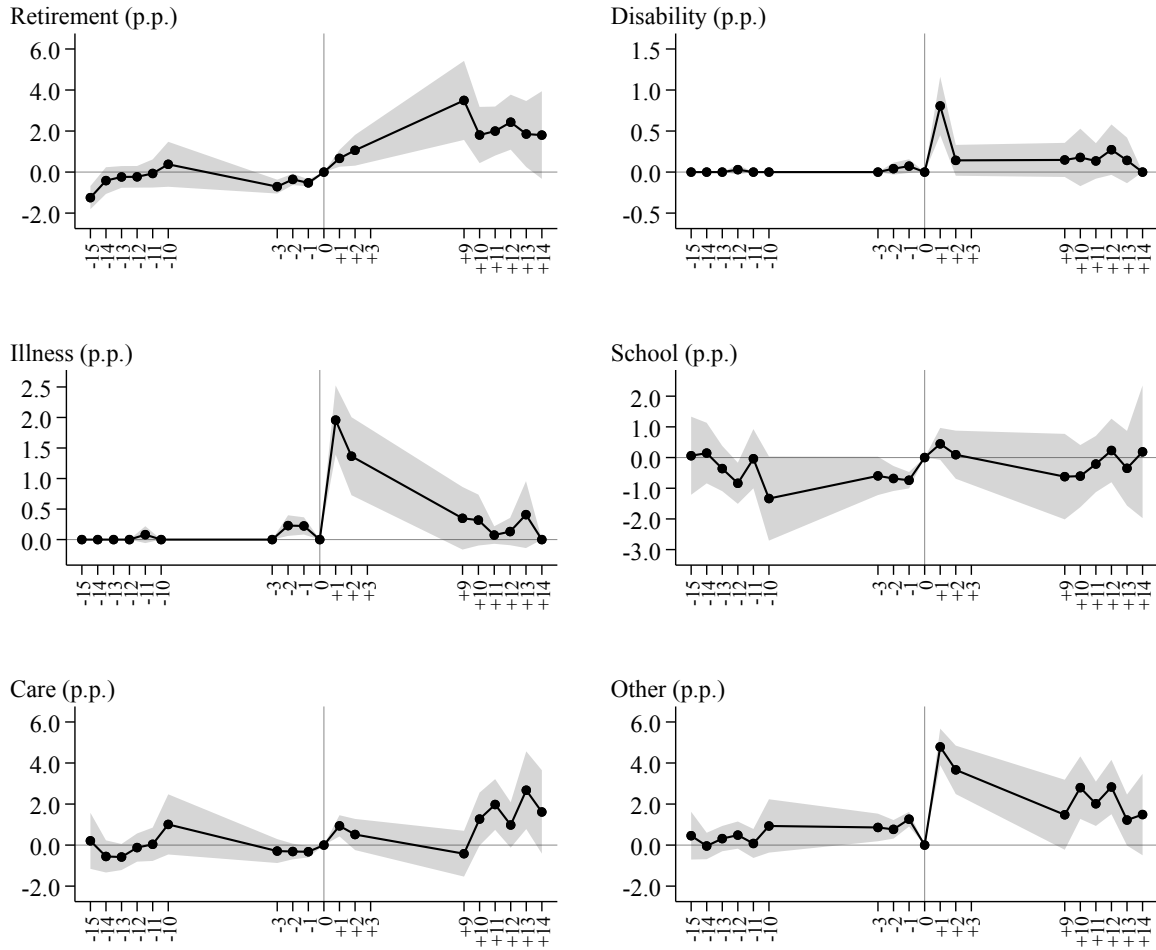 Retirement (p.p.)
6.0
4.0
2.0
0.0
-2.0
-15 -14 -13 -12 -11 -10 -3 -2 -1 0 +1 +2 +3 +9 +10 +11 +12 +13 +14
Disability (p.p.)
1.5
1.0
0.5
0.0
-0.5
-15 -14 -13 -12 -11 -10 -3 -2 -1 0 +1 +2 +3 +9 +10 +11 +12 +13 +14
Illness (p.p.)
2.5
2.0
1.5
1.0
0.5
0.0
-15 -14 -13 -12 -11 -10 -3 -2 -1 0 +1 +2 +3 +9 +10 +11 +12 +13 +14
School (p.p.)
2.0
1.0
0.0
-1.0
-2.0
-3.0
-15 -14 -13 -12 -11 -10 -3 -2 -1 0 +1 +2 +3 +9 +10 +11 +12 +13 +14
Care (p.p.)
6.0
4.0
2.0
0.0
-2.0
-15 -14 -13 -12 -11 -10 -3 -2 -1 0 +1 +2 +3 +9 +10 +11 +12 +13 +14
Other (p.p.)
6.0
4.0
2.0
0.0
-2.0
-15 -14 -13 -12 -11 -10 -3 -2 -1 0 +1 +2 +3 +9 +10 +11 +12 +13 +14